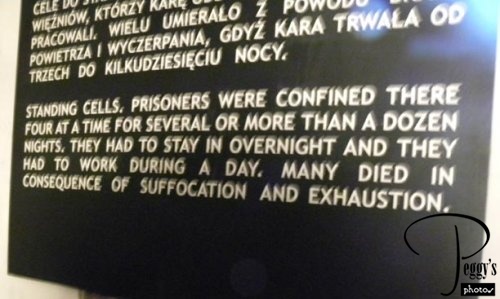 CELE DO
WIĘŹNIÓW, KTÓRZY KARĘ
PRACOWALI. WIELU UMIERAŁO Z POWODU
POWIETRZA I WYCZERPANIA, GDYŻ KARA TRWAŁA OD
TRZECH DO KILKUDZIESIĘCIU NOCY.
STANDING CELLS. PRISONERS WERE CONFINED THERE
FOUR AT A TIME FOR SEVERAL OR MORE THAN A DOZEN
NIGHTS. THEY HAD TO STAY IN OVERNIGHT AND THEY
HAD TO WORK DURING A DAY. MANY DIED IN
CONSEQUENCE OF SUFFOCATION AND EXHAUSTION.
Peggy's
photos